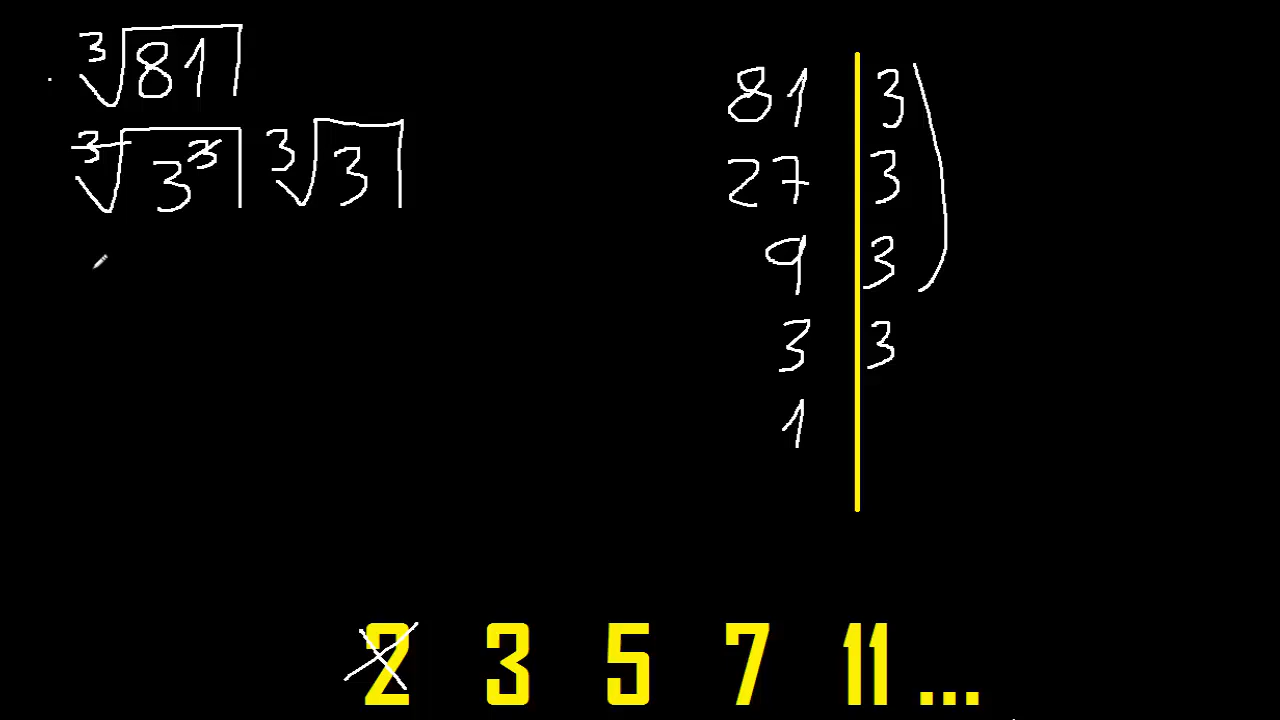 ∛81
∛3³ ∛3
81 | 3
27 | 3
9 | 3
3 | 3
1
2 3 5 7 11 ...